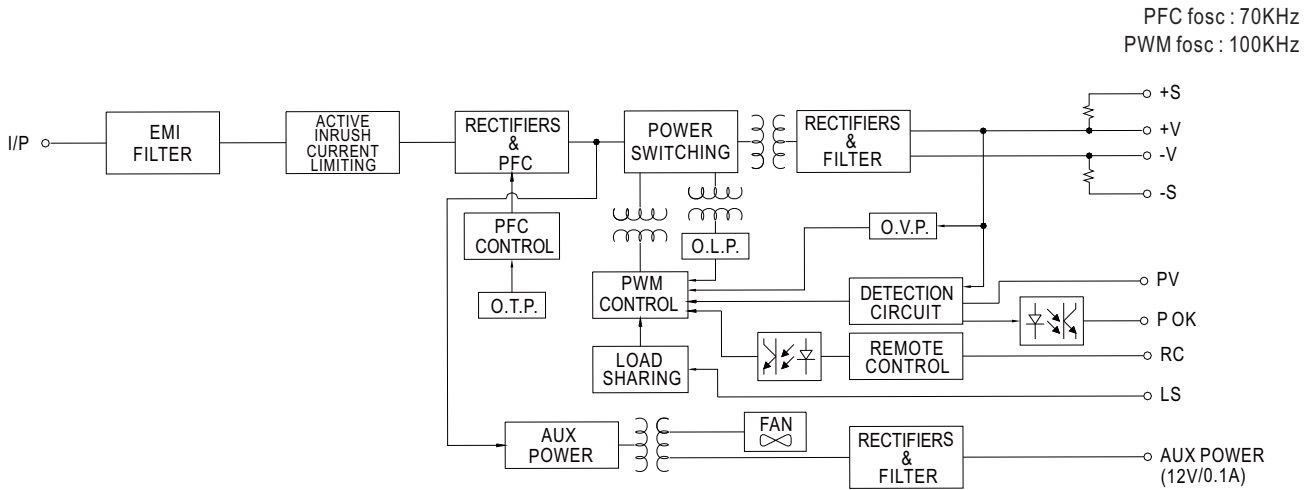 PFC fosc : 70KHz
PWM fosc : 100KHz
I/P
EMI
FILTER
ACTIVE
INRUSH
CURRENT
LIMITING
RECTIFIERS
&
PFC
POWER
SWITCHING
RECTIFIERS
&
FILTER
+S
+V
-V
-S
PFC
CONTROL
O.T.P.
O.L.P.
O.V.P.
PWM
CONTROL
DETECTION
CIRCUIT
PV
P OK
LOAD
SHARING
REMOTE
CONTROL
RC
LS
AUX
POWER
FAN
RECTIFIERS
&
FILTER
AUX POWER
(12V/0.1A)